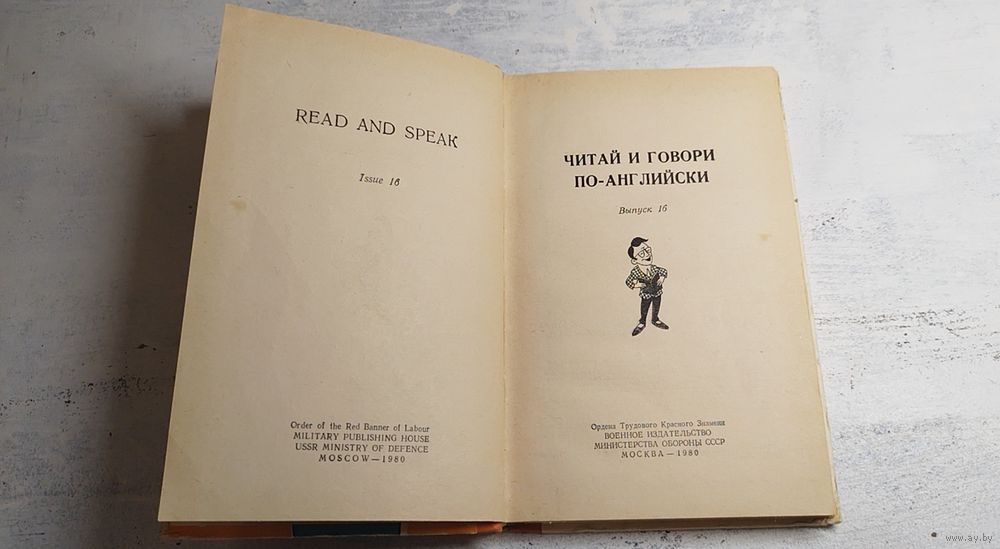 READ AND SPEAK
Issue 16
Order of the Red Banner of Labour
MILITARY PUBLISHING HOUSE
USSR MINISTRY OF DEFENCE
MOSCOW—1980
ЧИТАЙ И ГОВОРИ
ПО-АНГЛИЙСКИ
Выпуск 16
Ордена Трудового Красного Знамени
ВОЕННОЕ ИЗДАТЕЛЬСТВО
МИНИСТЕРСТВА ОБОРОНЫ СССР
МОСКВА—1980
www.ay.by